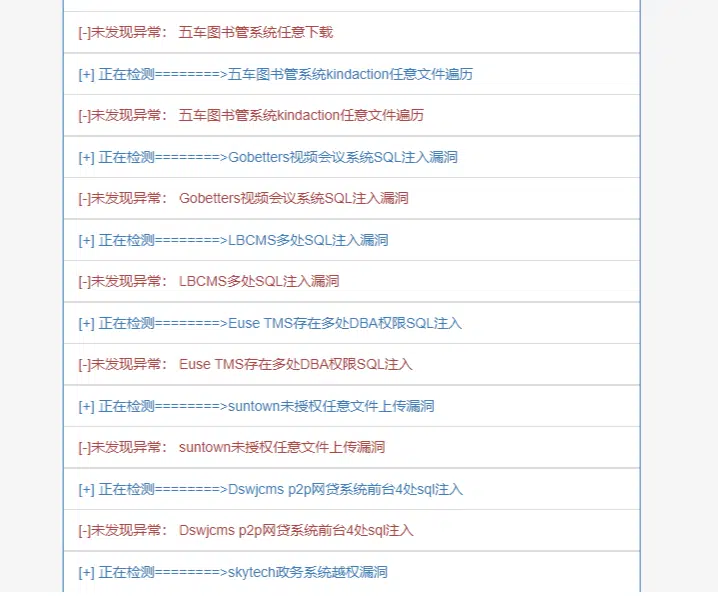 [-]未发现异常： 五车图书管系统任意下载
[+] 正在检测========>五车图书管系统kindaction任意文件遍历
[-]未发现异常： 五车图书管系统kindaction任意文件遍历
[+] 正在检测========>Gobetters视频会议系统SQL注入漏洞
[-]未发现异常： Gobetters视频会议系统SQL注入漏洞
[+] 正在检测========>LBCMS多处SQL注入漏洞
[-]未发现异常： LBCMS多处SQL注入漏洞
[+] 正在检测========>Euse TMS存在多处DBA权限SQL注入
[-]未发现异常： Euse TMS存在多处DBA权限SQL注入
[+] 正在检测========>suntown未授权任意文件上传漏洞
[-]未发现异常： suntown未授权任意文件上传漏洞
[+] 正在检测========>Dswjcms p2p网贷系统前台4处sql注入
[-]未发现异常： Dswjcms p2p网贷系统前台4处sql注入
[+] 正在检测========>skytech政务系统越权漏洞